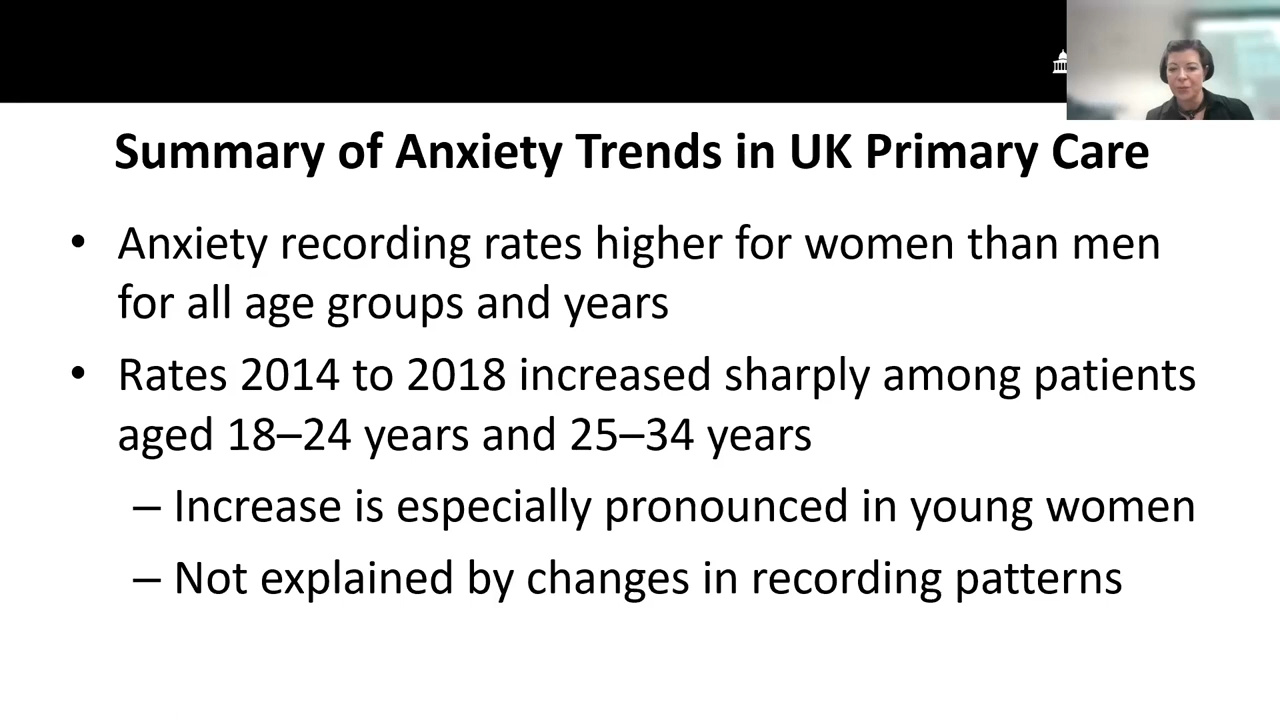 Summary of Anxiety Trends in UK Primary Care
• Anxiety recording rates higher for women than men
for all age groups and years
• Rates 2014 to 2018 increased sharply among patients
aged 18–24 years and 25–34 years
– Increase is especially pronounced in young women
– Not explained by changes in recording patterns